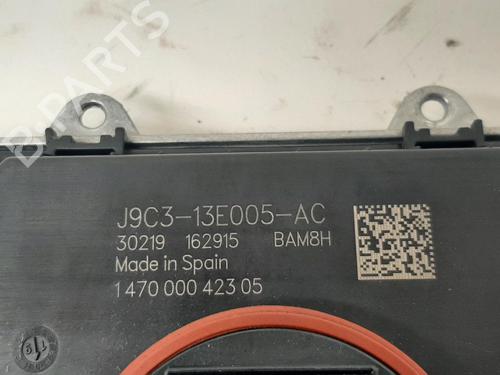 B-PARTS
J9C3-13E005-AC
30219 162915 BAM8H
Made in Spain
1 470 000 423 05